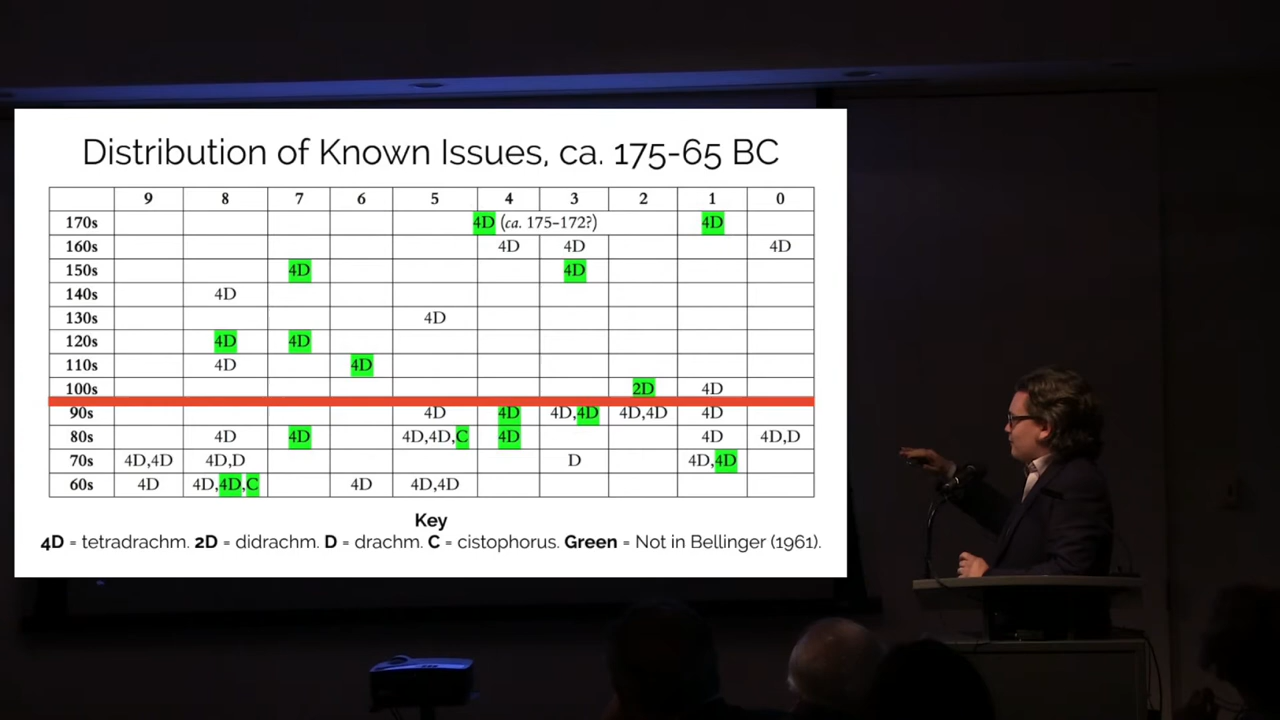 Distribution of Known Issues, ca. 175-65 BC
9 8 7 6 5 4 3 2 1 0
170s 4D (ca. 175–172?) 4D
160s 4D 4D 4D
150s 4D 4D
140s 4D
130s 4D
120s 4D 4D
110s 4D 4D
100s 2D 4D
90s 4D 4D 4D,4D 4D,4D 4D
80s 4D 4D 4D,4D,C 4D 4D 4D,D
70s 4D,4D 4D,D D 4D,4D
60s 4D 4D,4D,C 4D 4D,4D
Key
4D = tetradrachm. 2D = didrachm. D = drachm. C = cistophorus. Green = Not in Bellinger (1961).